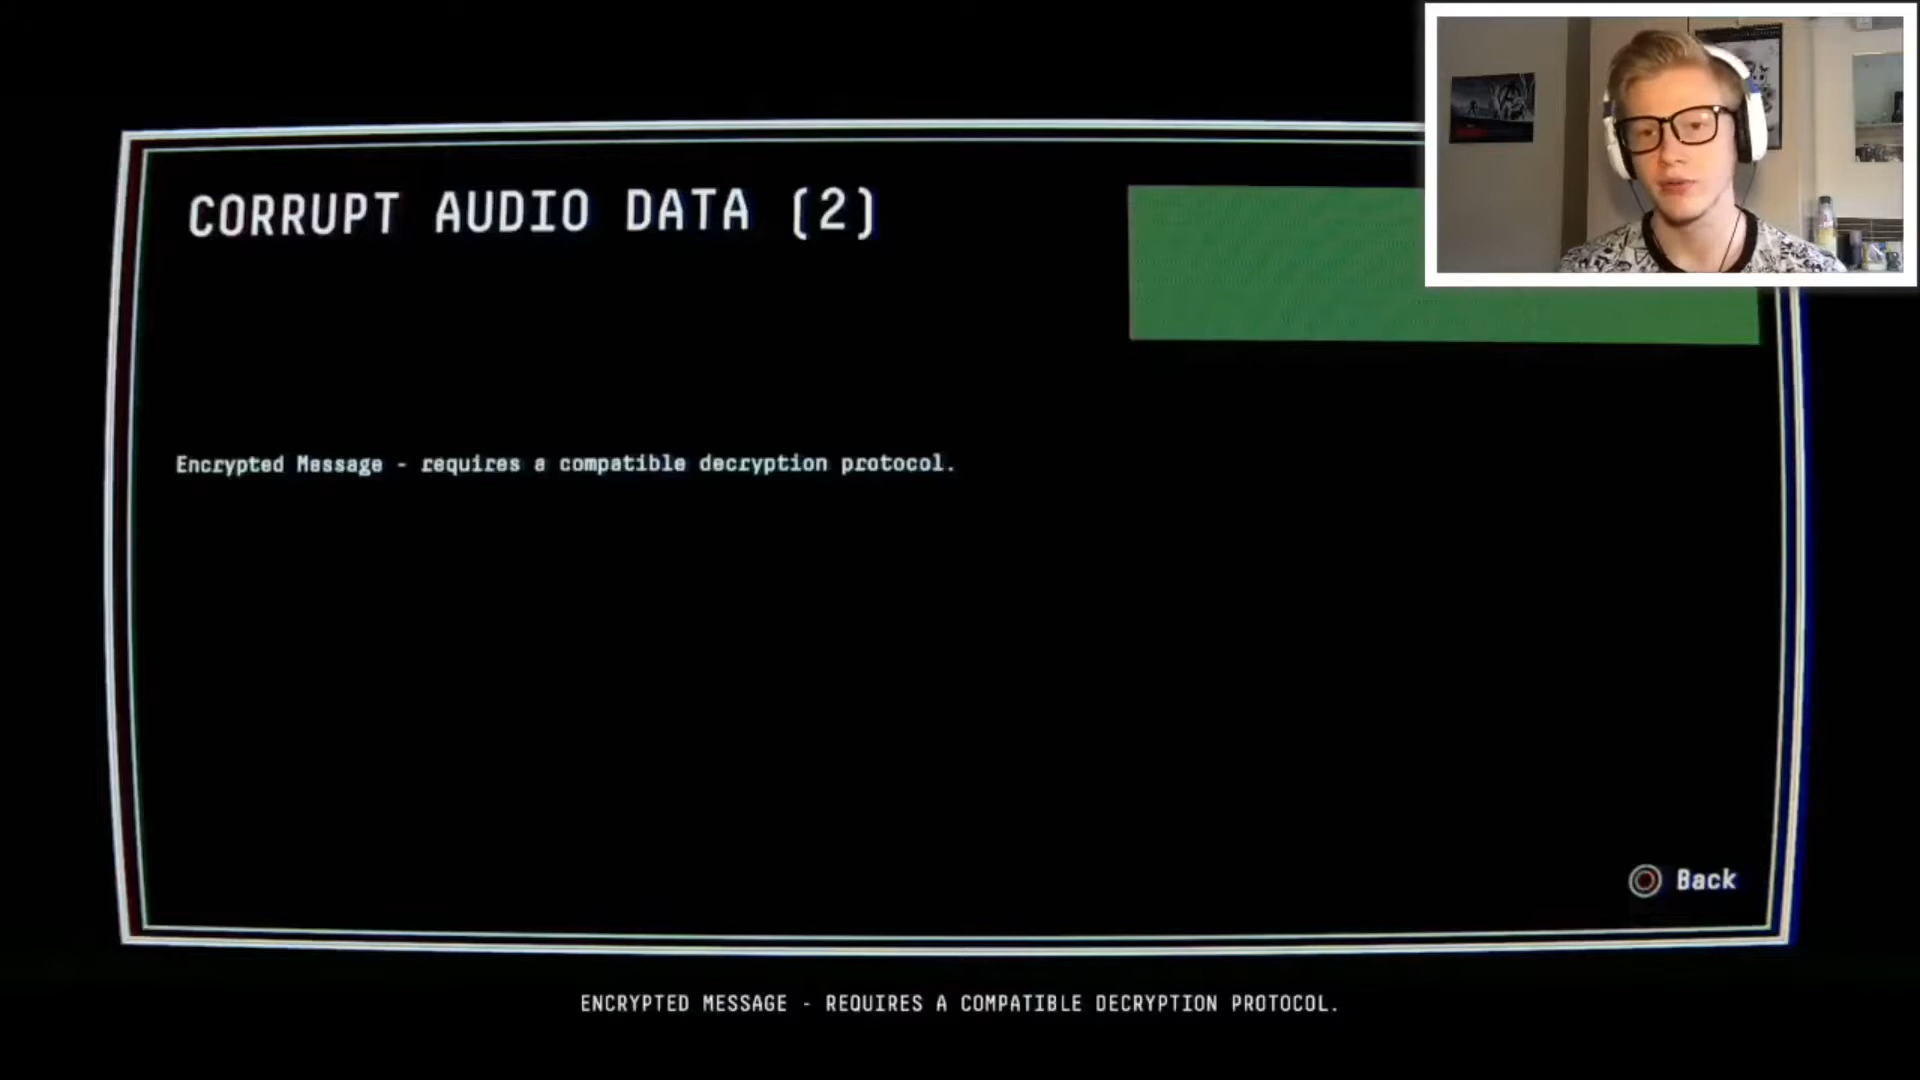 CORRUPT AUDIO DATA (2)
Encrypted Message - requires a compatible decryption protocol.
Back
ENCRYPTED MESSAGE - REQUIRES A COMPATIBLE DECRYPTION PROTOCOL.